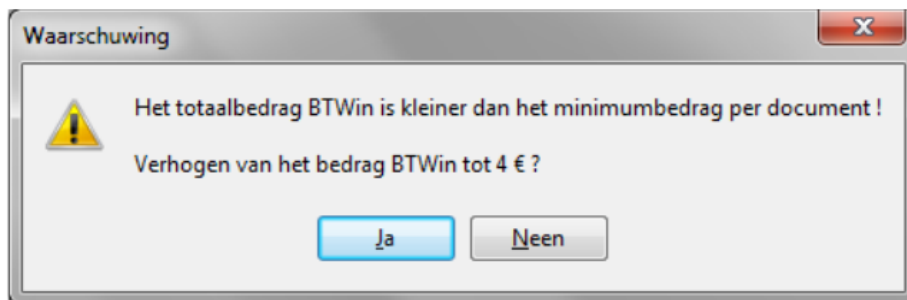 Waarschuwing
Het totaalbedrag BTWin is kleiner dan het minimumbedrag per document !
Verhogen van het bedrag BTWin tot 4 € ?
Ja
Neen